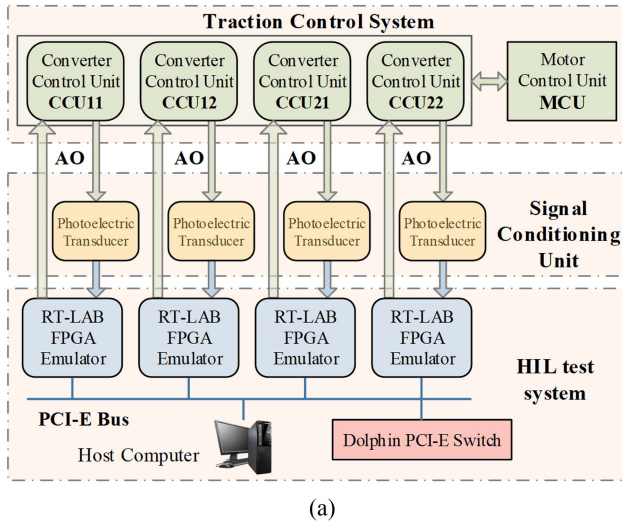 Traction Control System
Converter
Control Unit
CCU11
Converter
Control Unit
CCU12
Converter
Control Unit
CCU21
Converter
Control Unit
CCU22
Motor
Control Unit
MCU
AO
AO
AO
AO
Photoelectric
Transducer
Photoelectric
Transducer
Photoelectric
Transducer
Photoelectric
Transducer
Signal
Conditioning
Unit
RT-LAB
FPGA
Emulator
RT-LAB
FPGA
Emulator
RT-LAB
FPGA
Emulator
RT-LAB
FPGA
Emulator
HIL test
system
PCI-E Bus
Host Computer
Dolphin PCI-E Switch
(a)